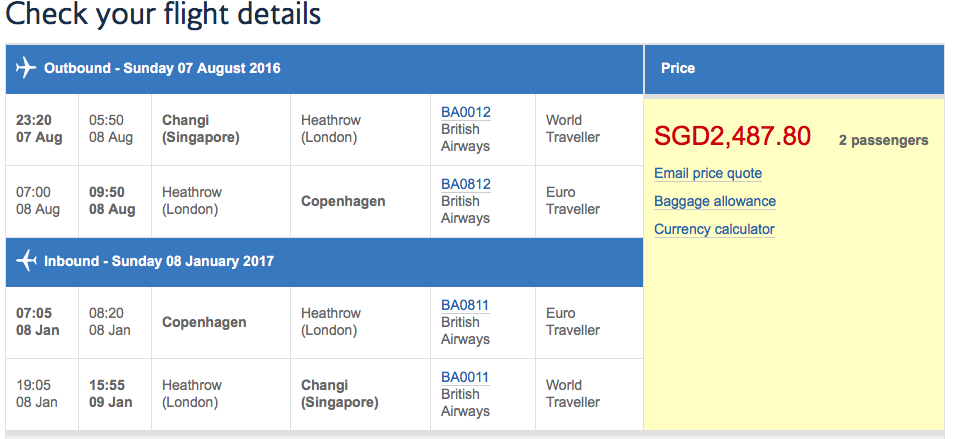 Check your flight details
Outbound - Sunday 07 August 2016
Price
23:20
07 Aug
05:50
08 Aug
Changi
(Singapore)
Heathrow
(London)
BA0012
British
Airways
World
Traveller
SGD2,487.80
2 passengers
Email price quote
Baggage allowance
Currency calculator
07:00
08 Aug
09:50
08 Aug
Heathrow
(London)
Copenhagen
BA0812
British
Airways
Euro
Traveller
Inbound - Sunday 08 January 2017
07:05
08 Jan
08:20
08 Jan
Copenhagen
Heathrow
(London)
BA0811
British
Airways
Euro
Traveller
19:05
08 Jan
15:55
09 Jan
Heathrow
(London)
Changi
(Singapore)
BA0011
British
Airways
World
Traveller